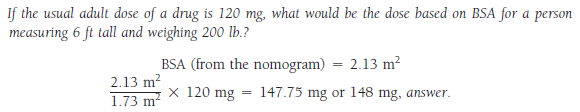 If the usual adult dose of a drug is 120 mg, what would be the dose based on BSA for a person
measuring 6 ft tall and weighing 200 lb.?
BSA (from the nomogram) = 2.13 m²
2.13 m²
1.73 m² × 120 mg = 147.75 mg or 148 mg, answer.